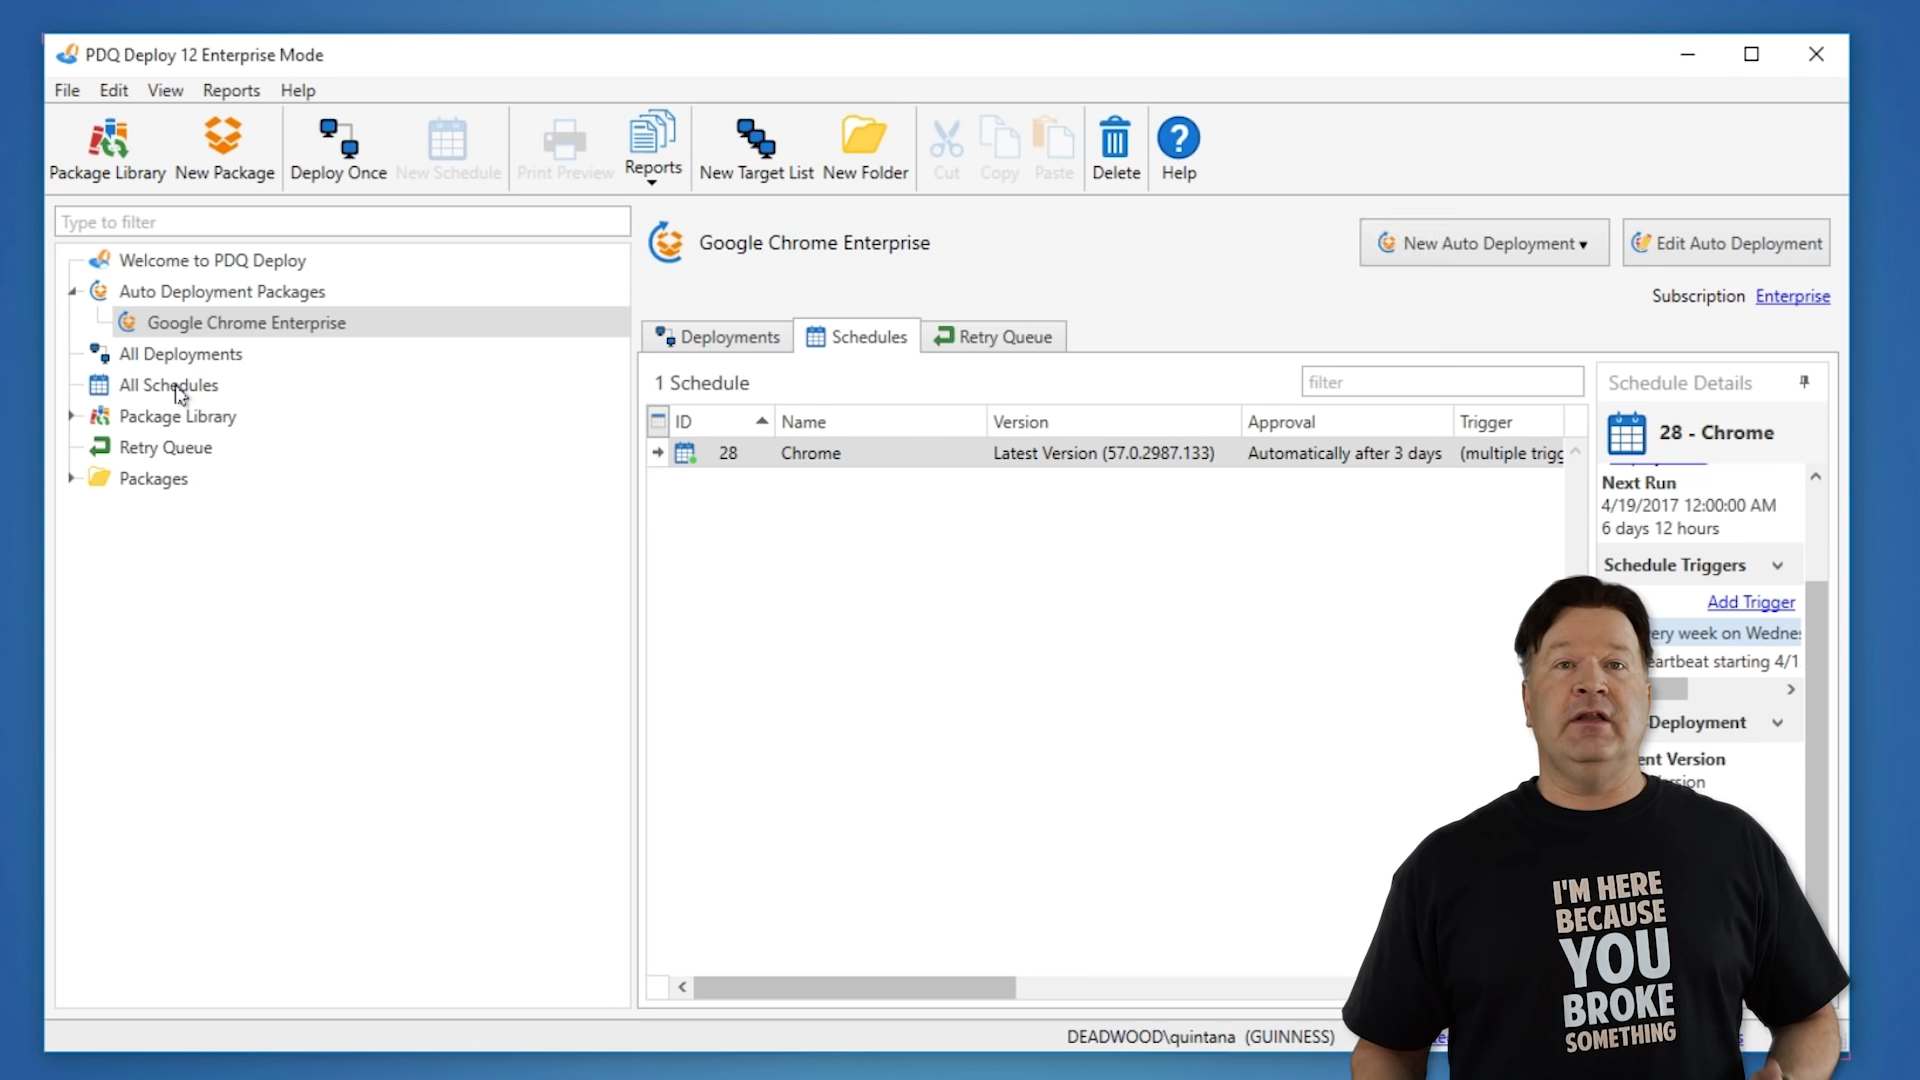 PDQ Deploy 12 Enterprise Mode
File Edit View Reports Help
Package Library New Package Deploy Once New Schedule Print Preview Reports New Target List New Folder Cut Copy Paste Delete Help
Type to filter
Welcome to PDQ Deploy
Auto Deployment Packages
Google Chrome Enterprise
All Deployments
All Schedules
Package Library
Retry Queue
Packages
Google Chrome Enterprise
New Auto Deployment
Edit Auto Deployment
Subscription Enterprise
Deployments Schedules Retry Queue
1 Schedule
filter
ID Name Version Approval Trigger
28 Chrome Latest Version (57.0.2987.133) Automatically after 3 days (multiple trigg
Schedule Details
28 - Chrome
Next Run
4/19/2017 12:00:00 AM
6 days 12 hours
Schedule Triggers
Add Trigger
ery week on Wednes
eartbeat starting 4/1
Deployment
ent Version
rsion
DEADWOOD\quintana (GUINNESS)
I'M HERE
BECAUSE
YOU
BROKE
SOMETHING